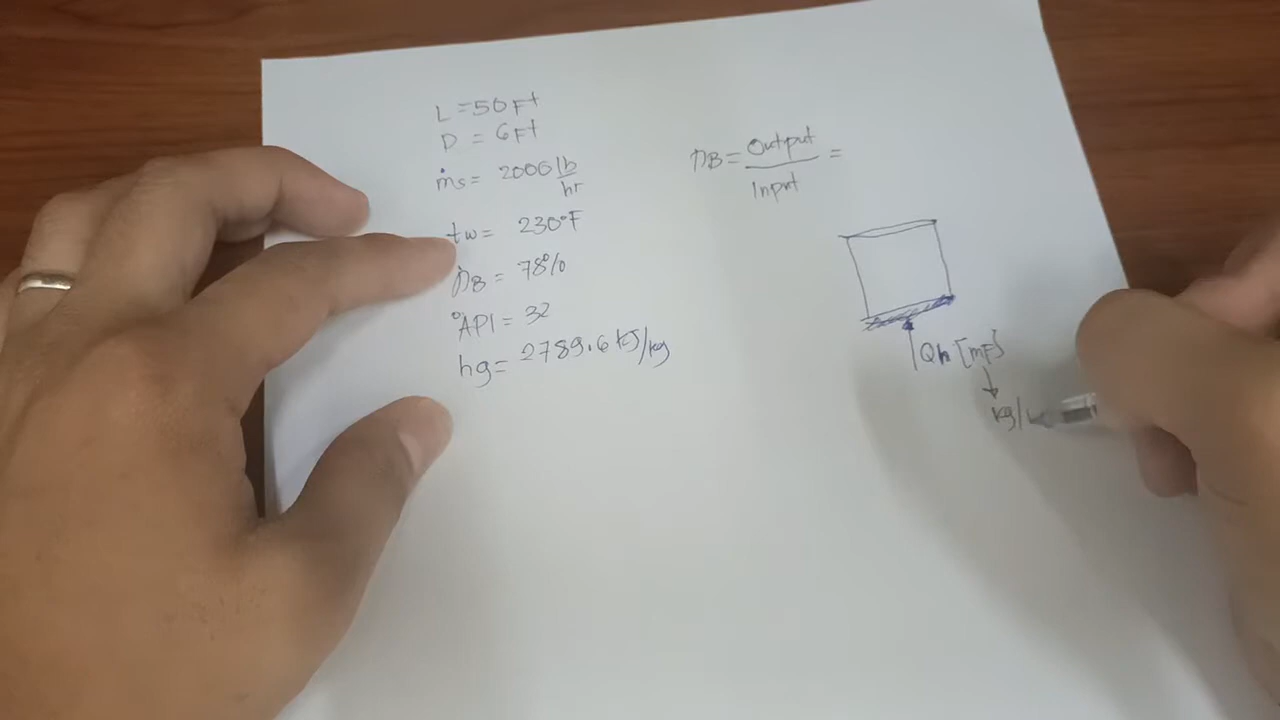 L = 50 Ft
D = 6 Ft
ṁs = 2000 lb/hr
tw = 230°F
ηB = 78%
°API = 32
hg = 2789.6 kJ/kg
ηB = Output/Input =
Qh [mF]
kg/